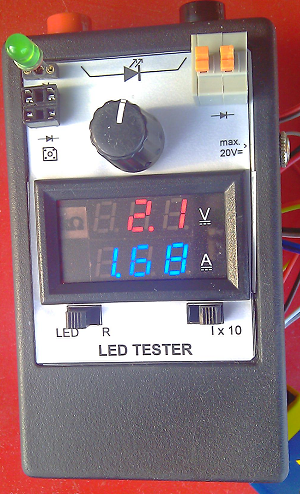 max.
20V=
2.1 V
1.68 A
LED R I x 10
LED TESTER